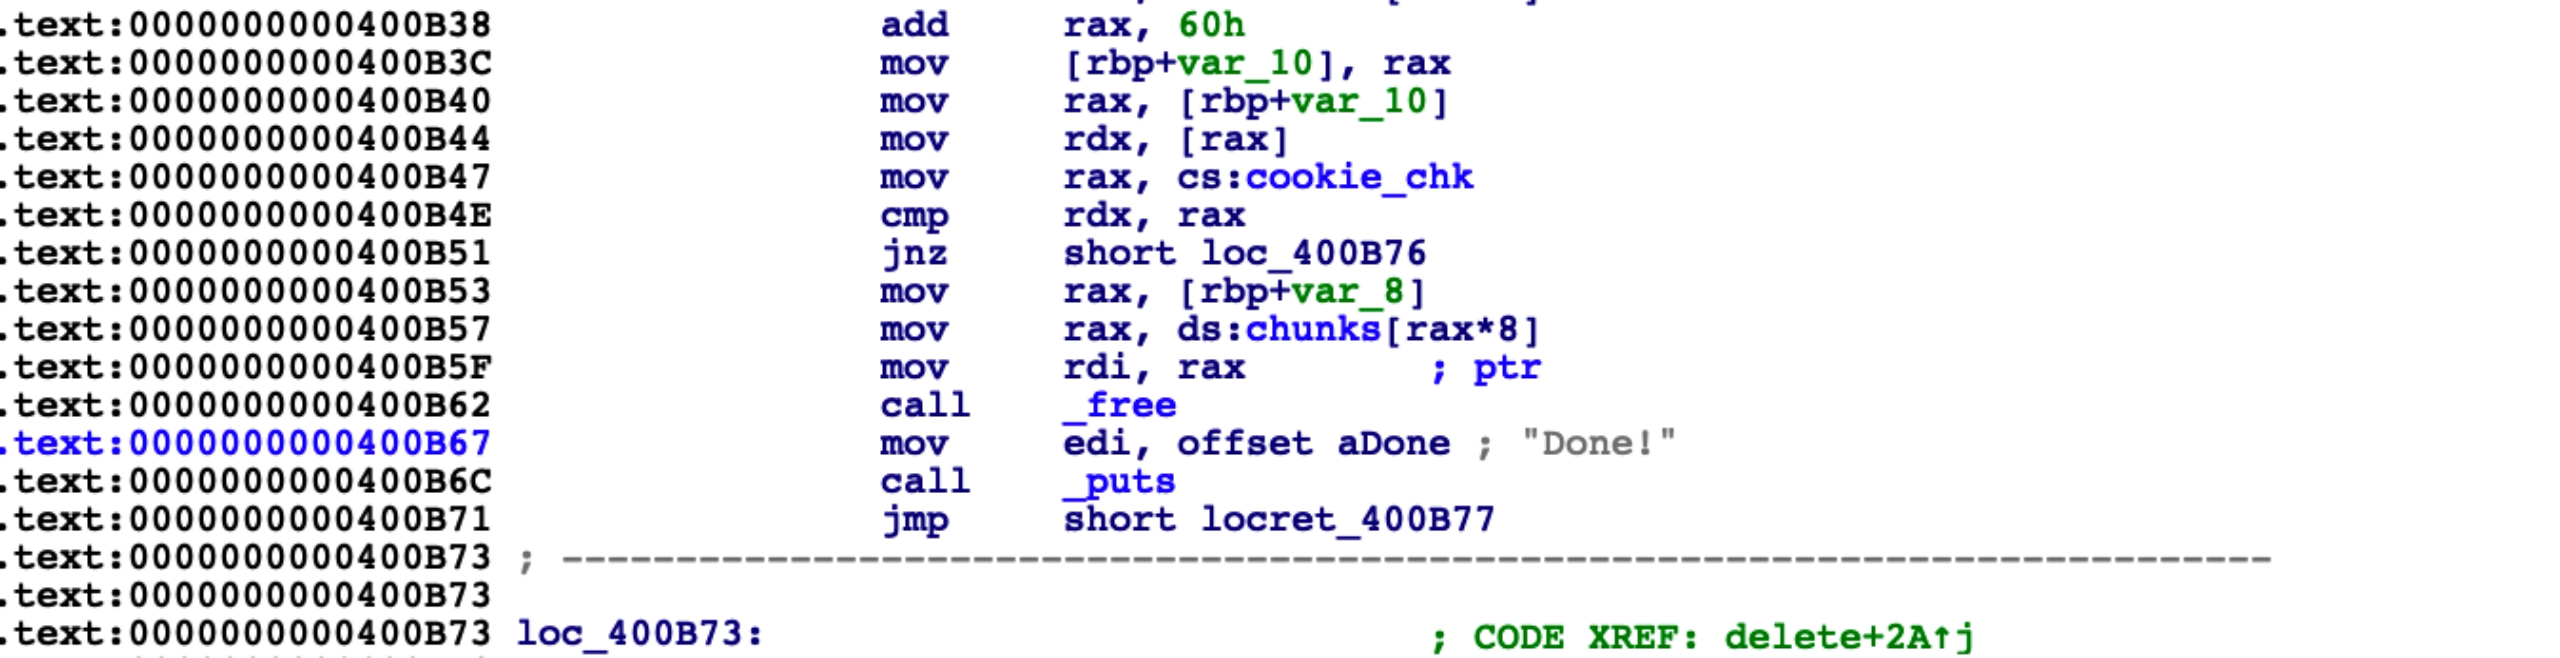 .text:0000000000400B38 add rax, 60h
.text:0000000000400B3C mov [rbp+var_10], rax
.text:0000000000400B40 mov rax, [rbp+var_10]
.text:0000000000400B44 mov rdx, [rax]
.text:0000000000400B47 mov rax, cs:cookie_chk
.text:0000000000400B4E cmp rdx, rax
.text:0000000000400B51 jnz short loc_400B76
.text:0000000000400B53 mov rax, [rbp+var_8]
.text:0000000000400B57 mov rax, ds:chunks[rax*8]
.text:0000000000400B5F mov rdi, rax ; ptr
.text:0000000000400B62 call _free
.text:0000000000400B67 mov edi, offset aDone ; "Done!"
.text:0000000000400B6C call _puts
.text:0000000000400B71 jmp short locret_400B77
.text:0000000000400B73 ; ---------------------------------------------------------------------------
.text:0000000000400B73
.text:0000000000400B73 loc_400B73: ; CODE XREF: delete+2A↑j